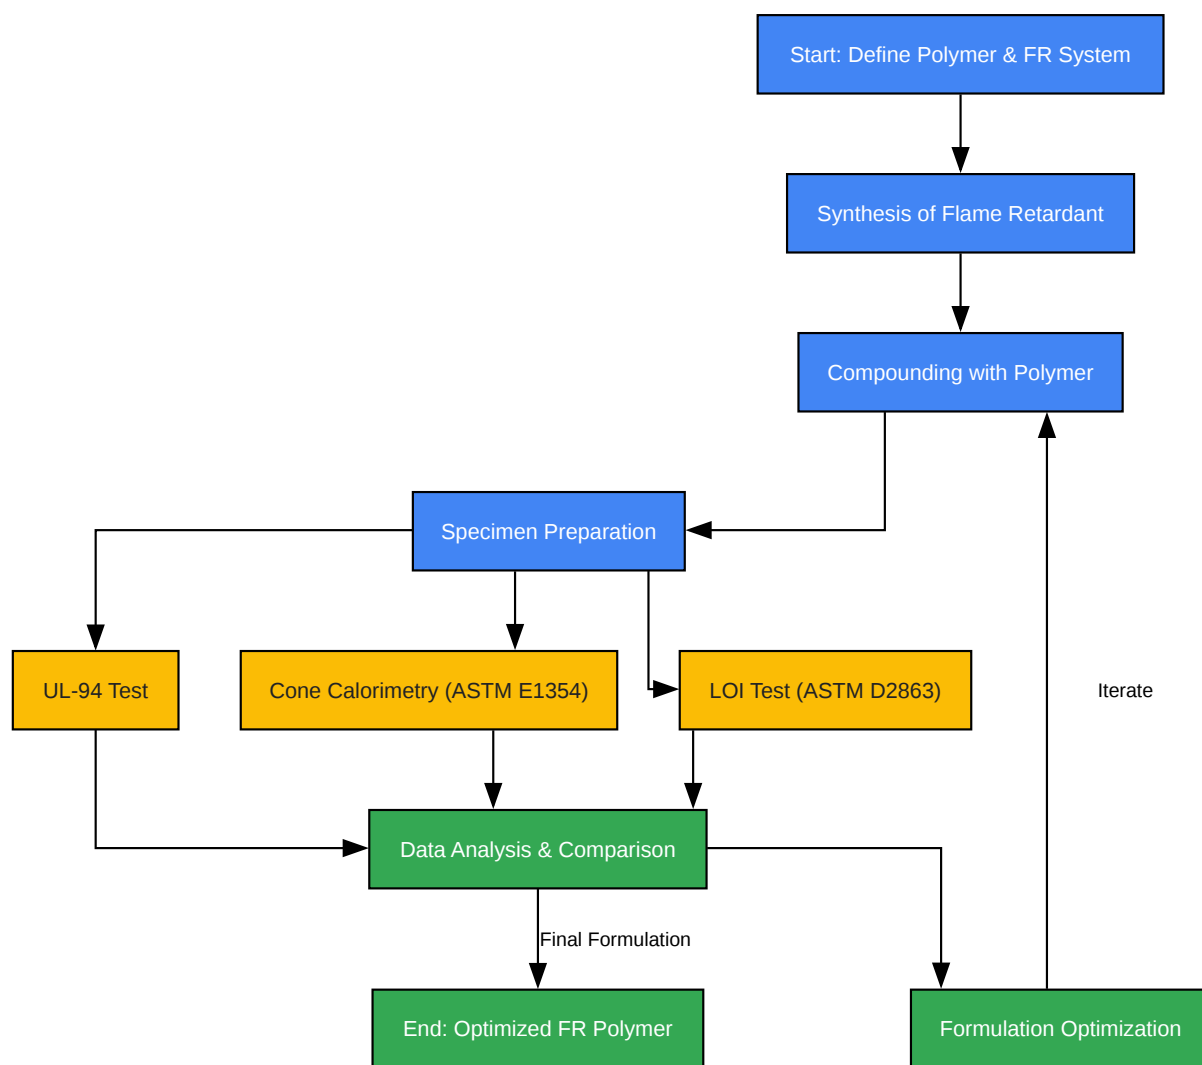 Start: Define Polymer & FR System
Synthesis of Flame Retardant
Compounding with Polymer
Specimen Preparation
UL-94 Test
Cone Calorimetry (ASTM E1354)
LOI Test (ASTM D2863)
Iterate
Data Analysis & Comparison
Final Formulation
End: Optimized FR Polymer
Formulation Optimization